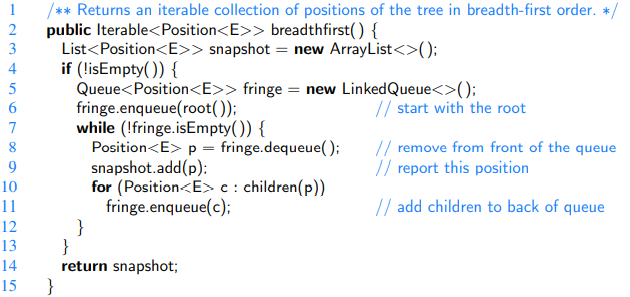 1 /** Returns an iterable collection of positions of the tree in breadth-first order. */
2 public Iterable<Position<E>> breadthfirst() {
3 List<Position<E>> snapshot = new ArrayList<>();
4 if (!isEmpty()) {
5 Queue<Position<E>> fringe = new LinkedQueue<>();
6 fringe.enqueue(root()); // start with the root
7 while (!fringe.isEmpty()) {
8 Position<E> p = fringe.dequeue(); // remove from front of the queue
9 snapshot.add(p); // report this position
10 for (Position<E> c : children(p))
11 fringe.enqueue(c); // add children to back of queue
12 }
13 }
14 return snapshot;
15 }